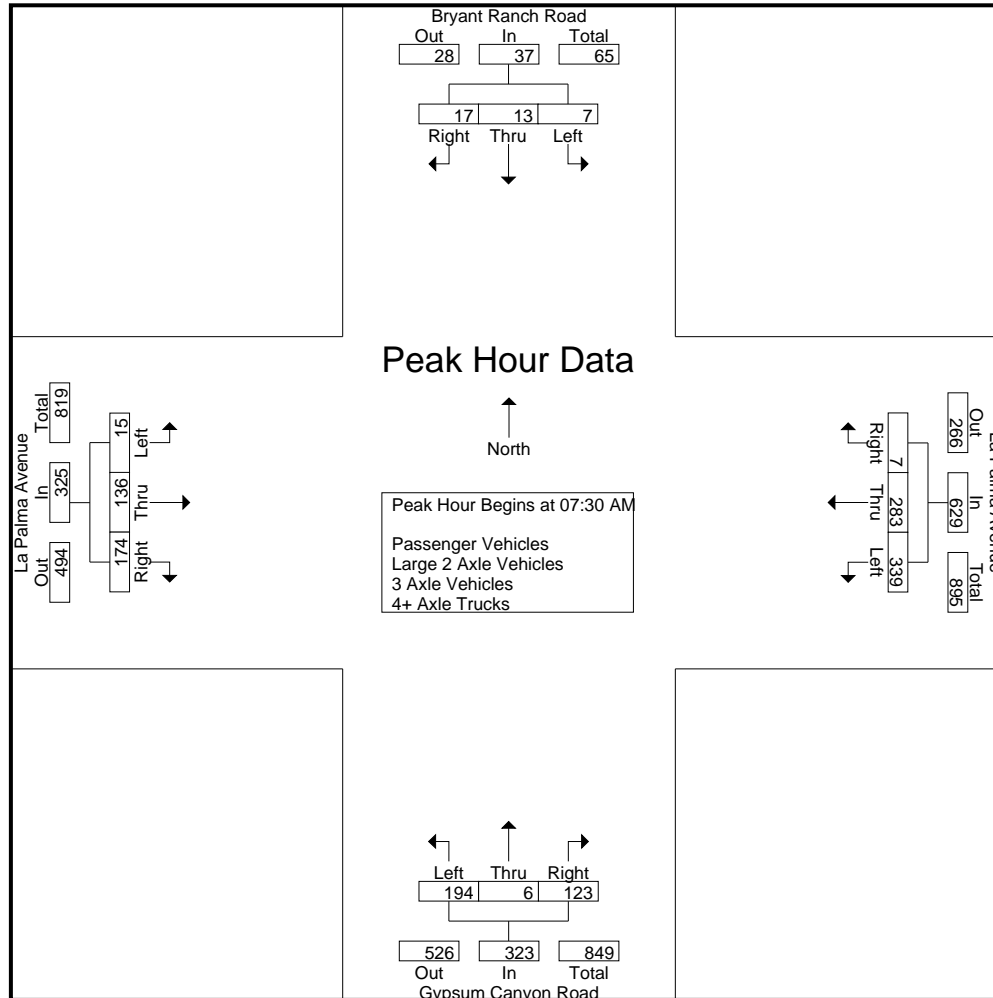 Bryant Ranch Road
Out In Total
28 37 65
17 13 7
Right Thru Left
Peak Hour Data
North
Peak Hour Begins at 07:30 AM
Passenger Vehicles
Large 2 Axle Vehicles
3 Axle Vehicles
4+ Axle Trucks
La Palma Avenue
Out In Total
494 325 819
174 136 15
Right Thru Left
Out In Total
266 629 895
7 283 339
Right Thru Left
Left Thru Right
194 6 123
526 323 849
Out In Total
Gypsum Canyon Road